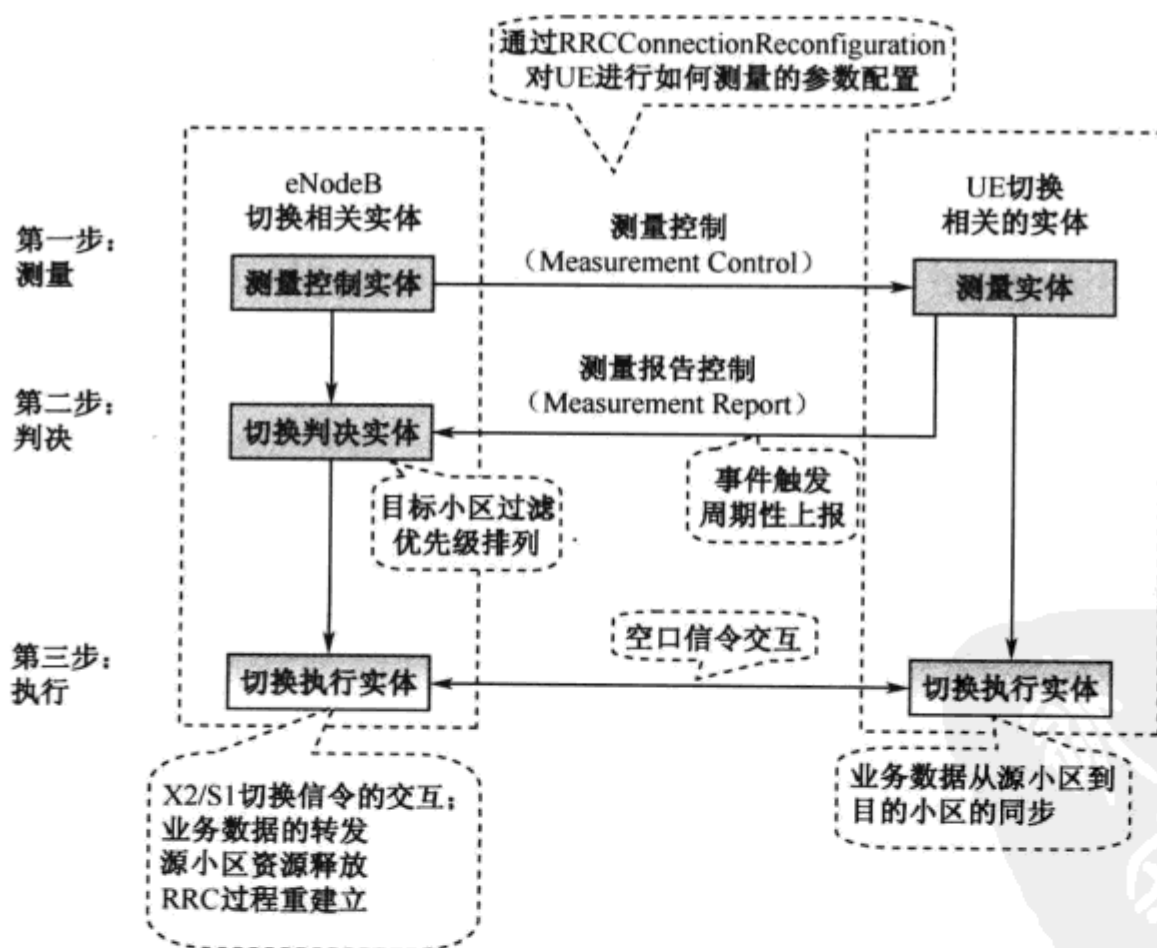 通过RRCConnectionReconfiguration
对UE进行如何测量的参数配置
eNodeB
切换相关实体
UE切换
相关的实体
第一步：
测量
测量控制
（Measurement Control）
测量控制实体
测量实体
第二步：
判决
测量报告控制
（Measurement Report）
切换判决实体
事件触发
周期性上报
目标小区过滤
优先级排列
第三步：
执行
空口信令交互
切换执行实体
切换执行实体
X2/S1切换信令的交互；
业务数据的转发
源小区资源释放
RRC过程重建立
业务数据从源小区到
目的小区的同步